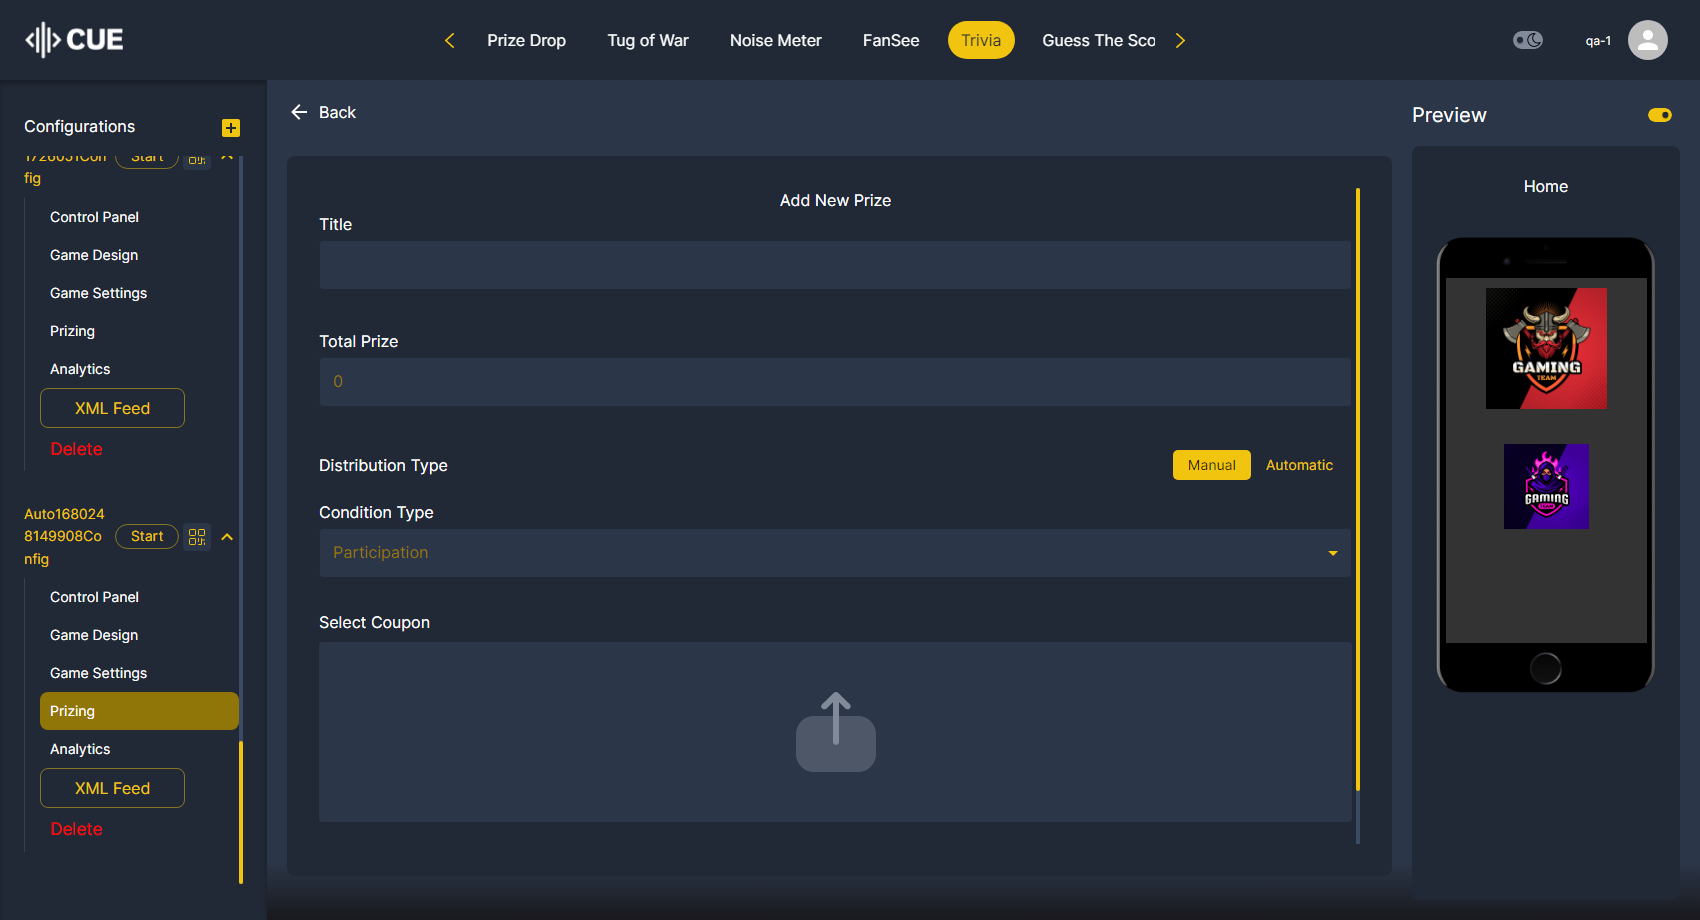 CUE
Prize Drop
Tug of War
Noise Meter
FanSee
Trivia
Guess The Sco
qa-1
Configurations
1726051Con
fig
Start
Control Panel
Game Design
Game Settings
Prizing
Analytics
XML Feed
Delete
Auto168024
8149908Co
nfig
Start
Control Panel
Game Design
Game Settings
Prizing
Analytics
XML Feed
Delete
Back
Add New Prize
Title
Total Prize
0
Distribution Type
Manual
Automatic
Condition Type
Participation
Select Coupon
Preview
Home
GAMING
TEAM
GAMING
TEAM